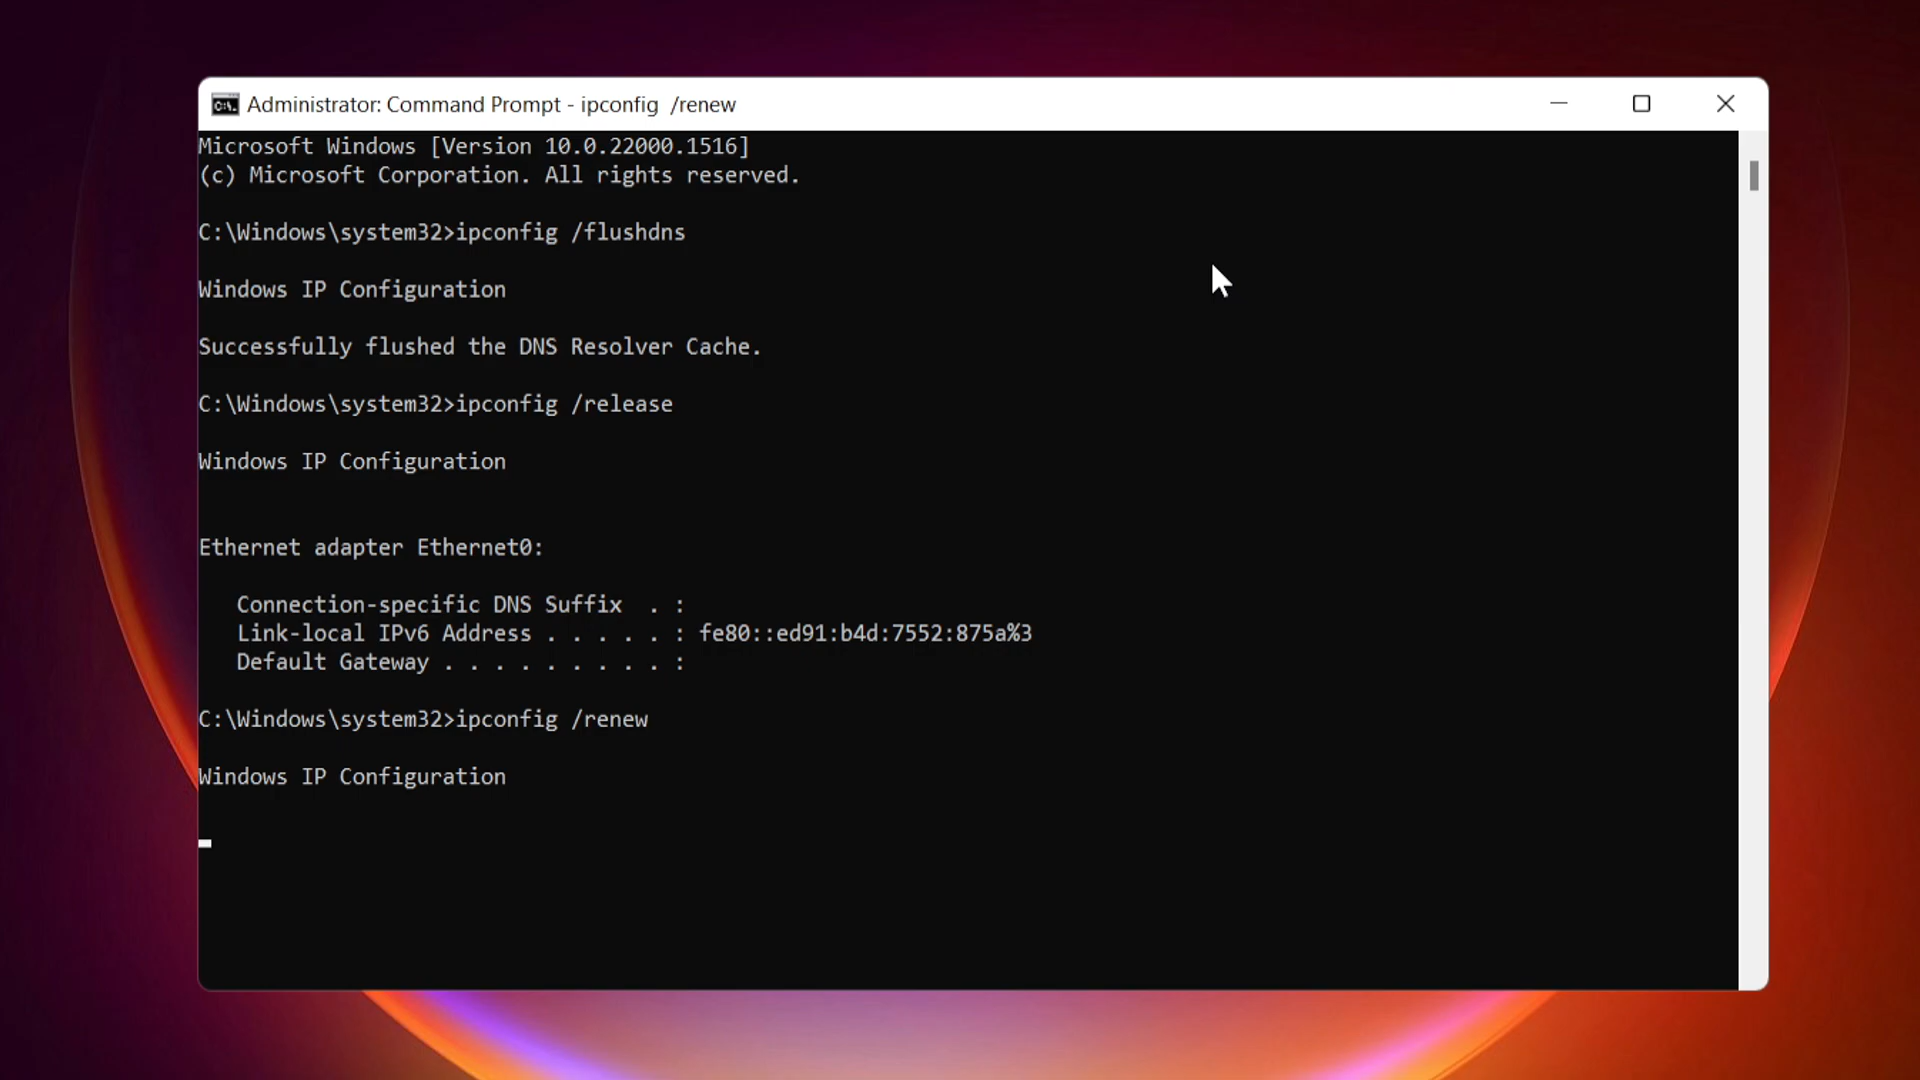 Administrator: Command Prompt - ipconfig  /renew
Microsoft Windows [Version 10.0.22000.1516]
(c) Microsoft Corporation. All rights reserved.
C:\Windows\system32>ipconfig /flushdns
Windows IP Configuration
Successfully flushed the DNS Resolver Cache.
C:\Windows\system32>ipconfig /release
Windows IP Configuration
Ethernet adapter Ethernet0:
   Connection-specific DNS Suffix  . :
   Link-local IPv6 Address . . . . . : fe80::ed91:b4d:7552:875a%3
   Default Gateway . . . . . . . . . :
C:\Windows\system32>ipconfig /renew
Windows IP Configuration